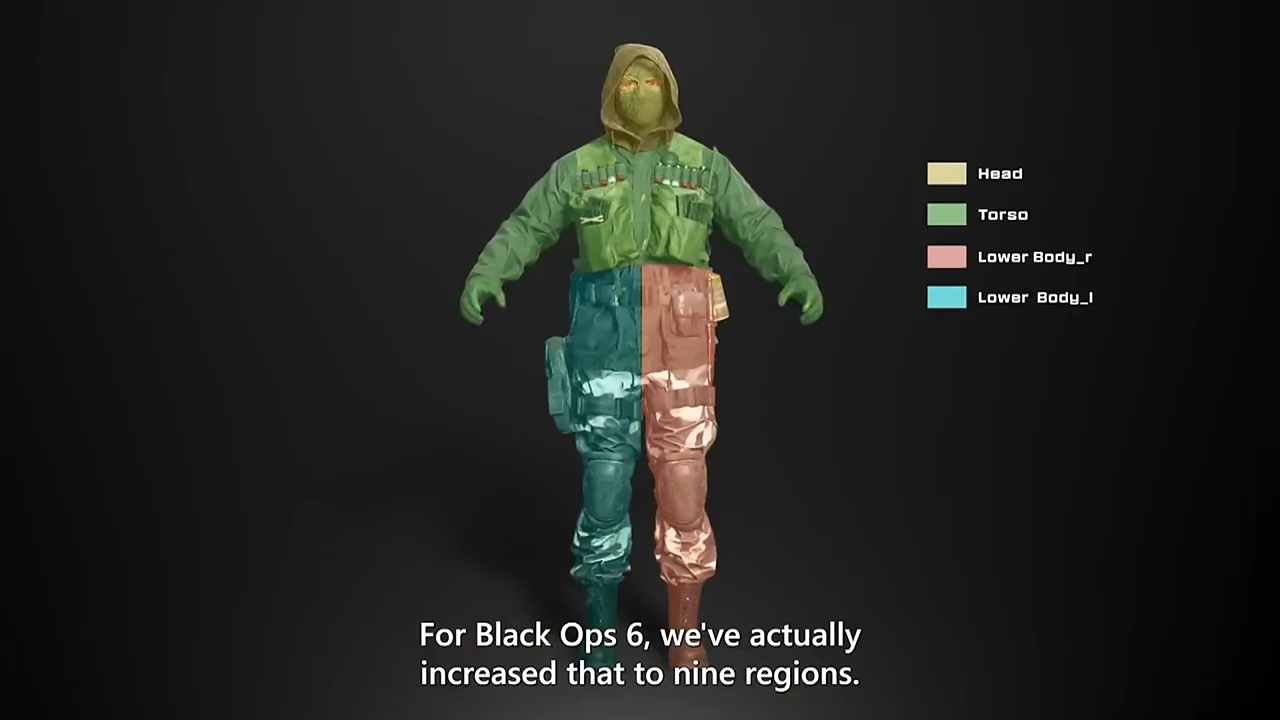 Head
Torso
Lower Body_r
Lower Body_l
For Black Ops 6, we've actually
increased that to nine regions.